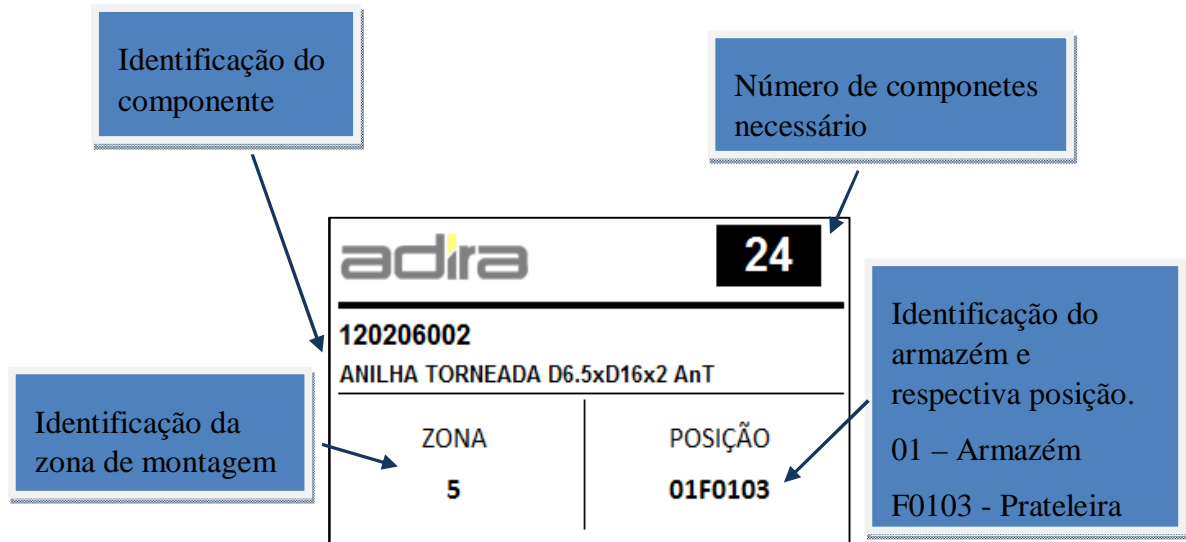 Identificação do
componente
Número de componetes
necessário
adira
24
120206002
ANILHA TORNEADA D6.5xD16x2 AnT
ZONA
POSIÇÃO
5
01F0103
Identificação da
zona de montagem
Identificação do
armazém e
respectiva posição.
01 – Armazém
F0103 - Prateleira